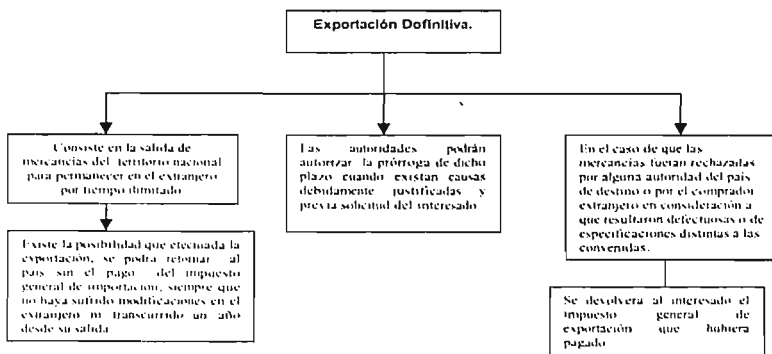 Exportación Dofinitiva.
Consiste en la salida de
mercancías del territorio nacional
para permanecer en el extranjero
por tiempo ilimitado
Existe la posibilidad que efectuada la
exportación, se podra retornar al
país sin el pago del impuesto
general de importación, siempre que
no haya sufrido modificaciones en el
extranjero ni transcurrido un año
desde su salida
Las autoridades podrán
autorizar la prórroga de dicho
plazo cuando existan causas
debidamente justificadas y
previa solicitud del interesado
En el caso de que las
mercancías fueran rechazadas
por alguna autoridad del país
de destino o por el comprador
extranjero en consideración a
que resultaron defectuosas o de
especificaciones distintas a las
convenidas.
Se devolvera al interesado el
impuesto general de
exportación que hubiera
pagado